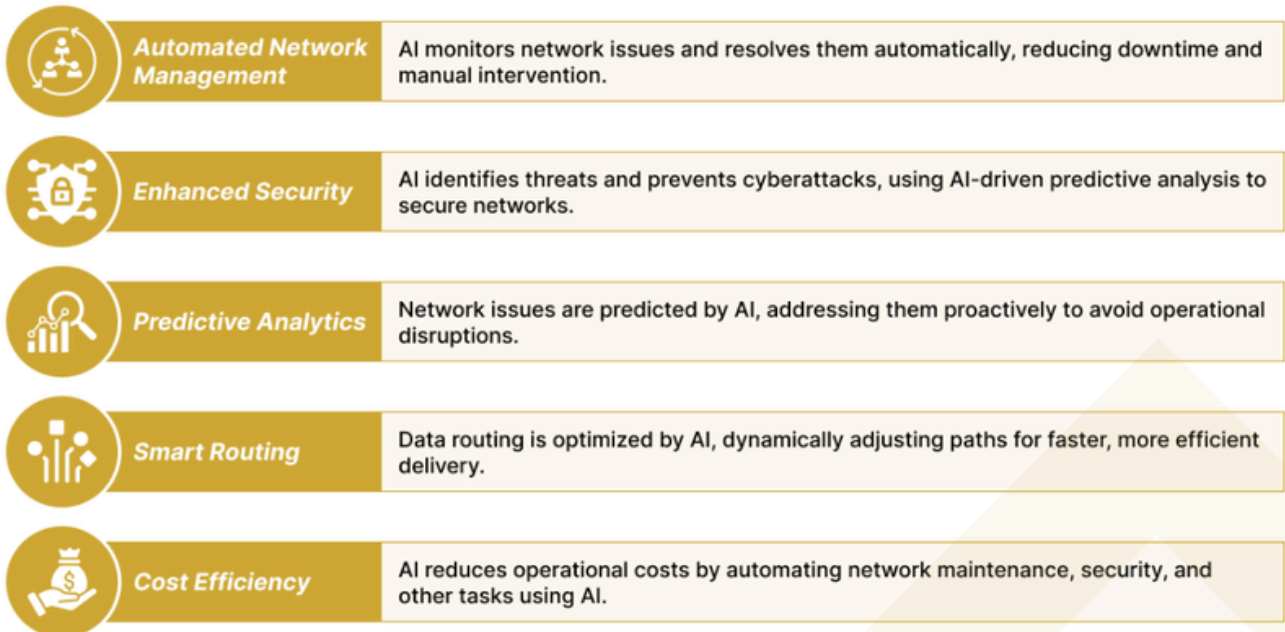 Automated Network
Management
AI monitors network issues and resolves them automatically, reducing downtime and
manual intervention.
Enhanced Security
AI identifies threats and prevents cyberattacks, using AI-driven predictive analysis to
secure networks.
Predictive Analytics
Network issues are predicted by AI, addressing them proactively to avoid operational
disruptions.
Smart Routing
Data routing is optimized by AI, dynamically adjusting paths for faster, more efficient
delivery.
$
Cost Efficiency
AI reduces operational costs by automating network maintenance, security, and
other tasks using AI.